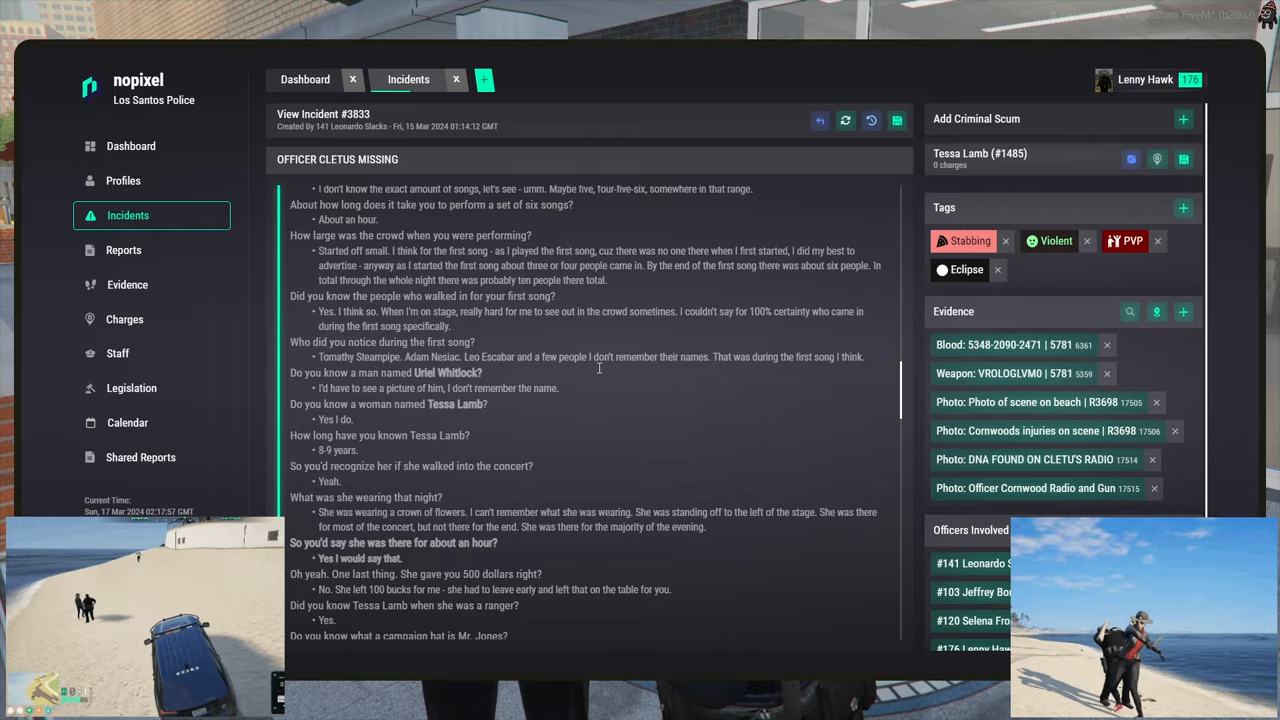 nopixel
Los Santos Police
Dashboard
Profiles
Incidents
Reports
Evidence
Charges
Staff
Legislation
Calendar
Shared Reports
Current Time:
Sun, 17 Mar 2024 02:17:57 GMT
Dashboard x Incidents x +
Lenny Hawk 176
View Incident #3833
Created By 141 Leonardo Slacks - Fri, 15 Mar 2024 01:14:12 GMT
OFFICER CLETUS MISSING
• I don't know the exact amount of songs, let's see - umm. Maybe five, four-five-six, somewhere in that range.
About how long does it take you to perform a set of six songs?
• About an hour.
How large was the crowd when you were performing?
• Started off small. I think for the first song - as I played the first song, cuz there was no one there when I first started, I did my best to
advertise - anyway as I started the first song about three or four people came in. By the end of the first song there was about six people. In
total through the whole night there was probably ten people there total.
Did you know the people who walked in for your first song?
• Yes. I think so. When I'm on stage, really hard for me to see out in the crowd sometimes. I couldn't say for 100% certainty who came in
during the first song specifically.
Who did you notice during the first song?
• Tomathy Steampipe. Adam Nesiac. Leo Escabar and a few people I don't remember their names. That was during the first song I think.
Do you know a man named Uriel Whitlock?
• I'd have to see a picture of him, I don't remember the name.
Do you know a woman named Tessa Lamb?
• Yes I do.
How long have you known Tessa Lamb?
• 8-9 years.
So you'd recognize her if she walked into the concert?
• Yeah.
What was she wearing that night?
• She was wearing a crown of flowers. I can't remember what she was wearing. She was standing off to the left of the stage. She was there
for most of the concert, but not there for the end. She was there for the majority of the evening.
So you'd say she was there for about an hour?
• Yes I would say that.
Oh yeah. One last thing. She gave you 500 dollars right?
• No. She left 100 bucks for me - she had to leave early and left that on the table for you.
Did you know Tessa Lamb when she was a ranger?
• Yes.
Do you know what a campaign hat is Mr. Jones?
Add Criminal Scum
Tessa Lamb (#1485)
0 charges
Tags
Stabbing x Violent x PVP x
Eclipse x
Evidence
Blood: 5348-2090-2471 | 5781 6361 x
Weapon: VROLOGLVM0 | 5781 5359 x
Photo: Photo of scene on beach | R3698 17505 x
Photo: Cornwoods injuries on scene | R3698 17506 x
Photo: DNA FOUND ON CLETU'S RADIO 17514 x
Photo: Officer Cornwood Radio and Gun 17515 x
Officers Involved
#141 Leonardo S
#103 Jeffrey Bo
#120 Selena Fro
#176 Lenny Haw